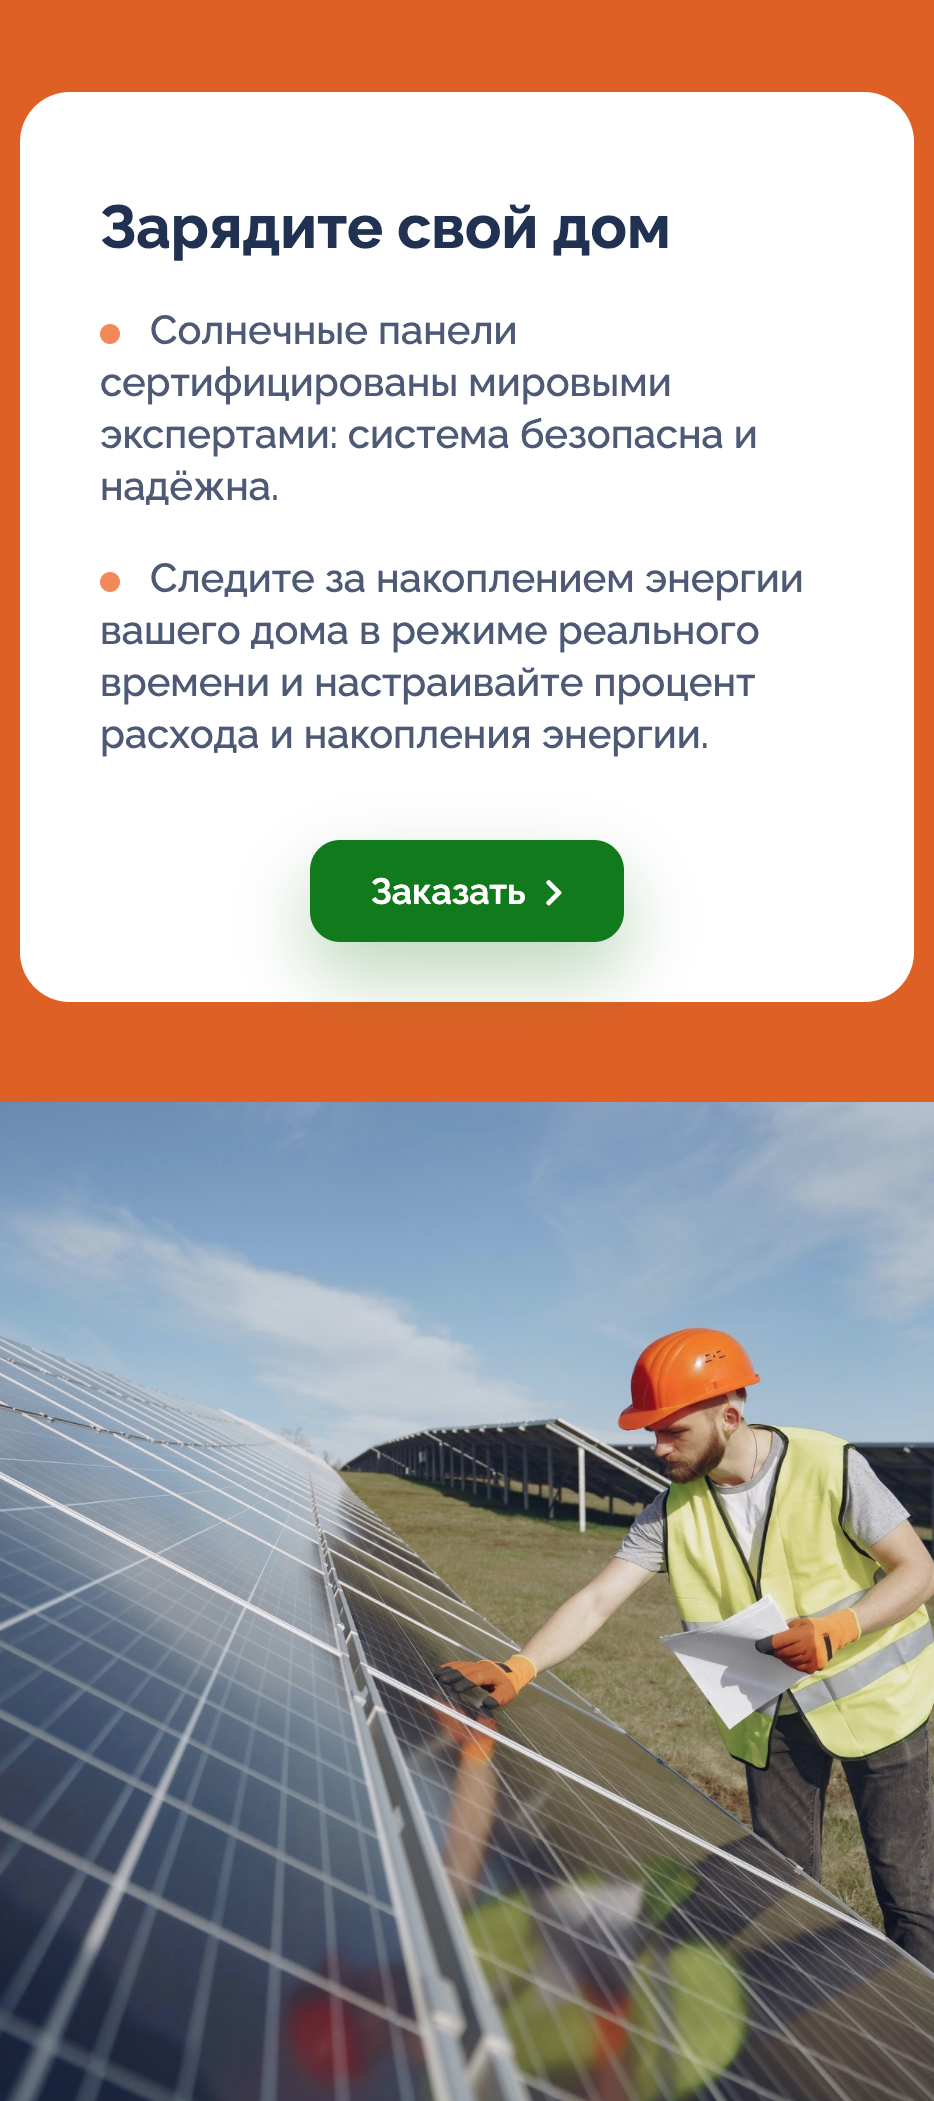 Зарядите свой дом
Солнечные панели
сертифицированы мировыми
экспертами: система безопасна и
надёжна.
Следите за накоплением энергии
вашего дома в режиме реального
времени и настраивайте процент
расхода и накопления энергии.
Заказать